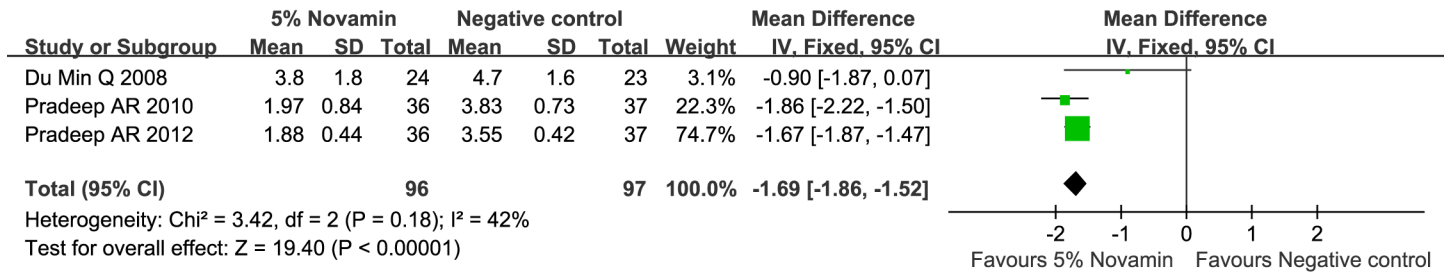 5% Novamin Negative control Mean Difference Mean Difference
Study or Subgroup Mean SD Total Mean SD Total Weight IV, Fixed, 95% CI IV, Fixed, 95% CI
Du Min Q 2008 3.8 1.8 24 4.7 1.6 23 3.1% -0.90 [-1.87, 0.07]
Pradeep AR 2010 1.97 0.84 36 3.83 0.73 37 22.3% -1.86 [-2.22, -1.50]
Pradeep AR 2012 1.88 0.44 36 3.55 0.42 37 74.7% -1.67 [-1.87, -1.47]
Total (95% CI) 96 97 100.0% -1.69 [-1.86, -1.52]
Heterogeneity: Chi² = 3.42, df = 2 (P = 0.18); I² = 42%
Test for overall effect: Z = 19.40 (P < 0.00001)
-2 -1 0 1 2
Favours 5% Novamin Favours Negative control